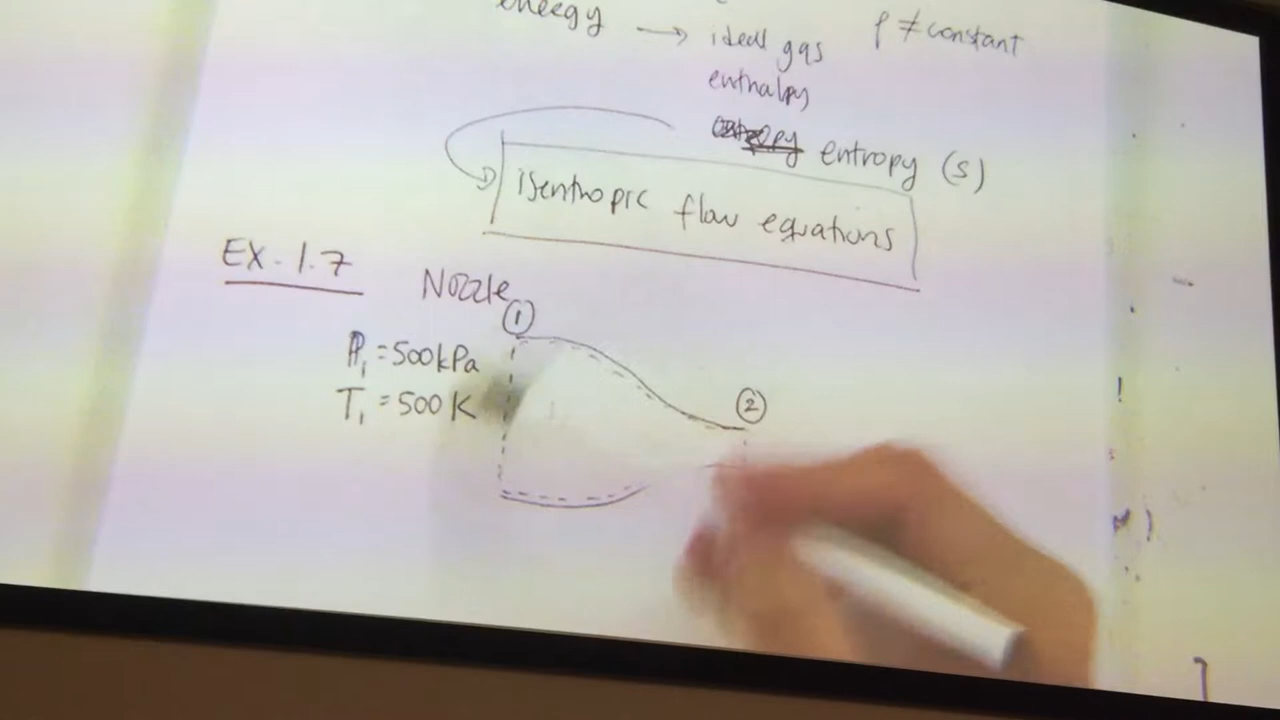 energy → ideal gas ρ ≠ constant
enthalpy
entropy (s)
isentropic flow equations
EX. 1.7
Nozzle
①
P₁ = 500kPa
T₁ = 500 K
②